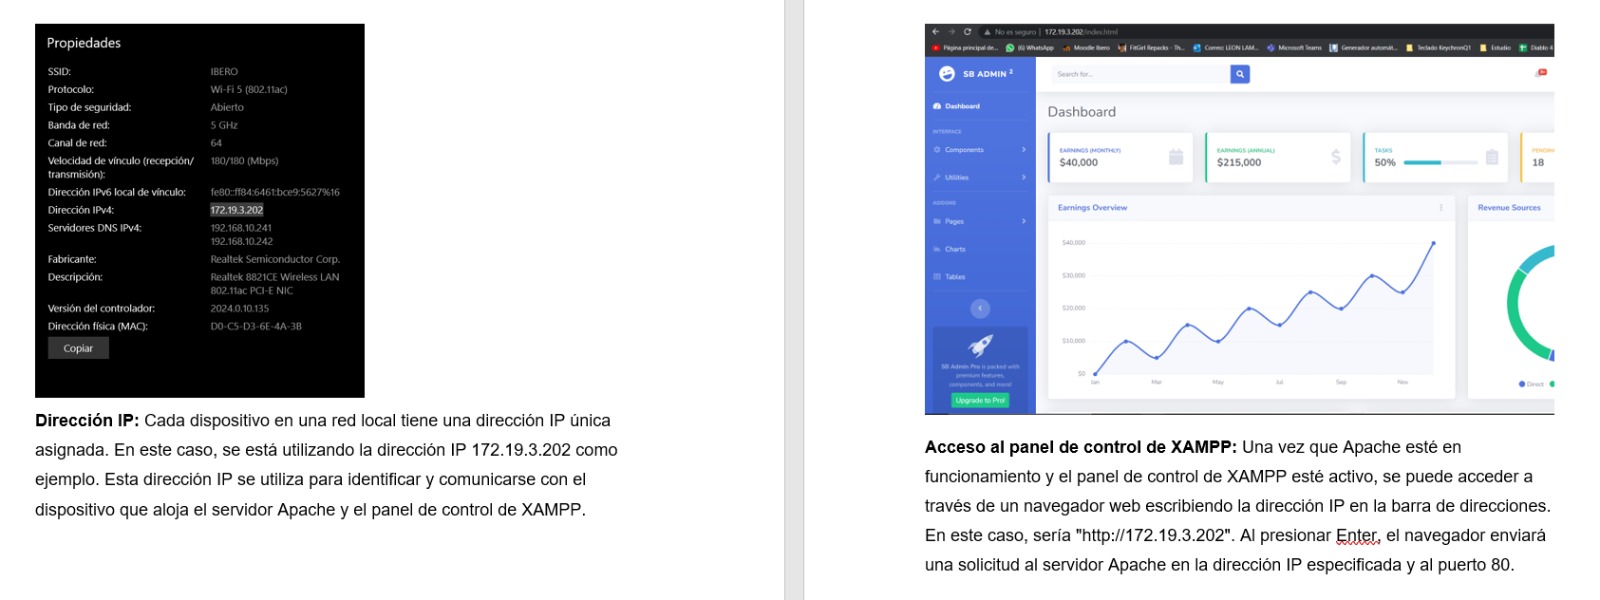 Propiedades
SSID: IBERO
Protocolo: Wi-Fi 5 (802.11ac)
Tipo de seguridad: Abierto
Banda de red: 5 GHz
Canal de red: 64
Velocidad de vínculo (recepción/ 180/180 (Mbps)
transmisión):
Dirección IPv6 local de vínculo: fe80::ff84:6461:bce9:5627%16
Dirección IPv4: 172.19.3.202
Servidores DNS IPv4: 192.168.10.241
192.168.10.242
Fabricante: Realtek Semiconductor Corp.
Descripción: Realtek 8821CE Wireless LAN
802.11ac PCI-E NIC
Versión del controlador: 2024.0.10.135
Dirección física (MAC): D0-C5-D3-6E-4A-3B
Copiar
Dirección IP: Cada dispositivo en una red local tiene una dirección IP única
asignada. En este caso, se está utilizando la dirección IP 172.19.3.202 como
ejemplo. Esta dirección IP se utiliza para identificar y comunicarse con el
dispositivo que aloja el servidor Apache y el panel de control de XAMPP.
No es seguro | 172.19.3.202/index.html
Página principal de... (6) WhatsApp Moodle Ibero FitGirl Repacks - Th... Correo: LEON LAM... Microsoft Teams Generador automát... Teclado KeychronQ1 Estudio Diablo 4
SB ADMIN 2
Search for...
Dashboard
Dashboard
INTERFACE
Components
Utilities
ADDONS
Pages
Charts
Tables
SB Admin Pro is packed with
premium features,
components, and more!
Upgrade to Pro!
EARNINGS (MONTHLY)
$40,000
EARNINGS (ANNUAL)
$215,000
TASKS
50%
18
Earnings Overview
Revenue Sources
$40,000
$30,000
$20,000
$10,000
$0
Jan Mar May Jul Sep Nov
Direct
Acceso al panel de control de XAMPP: Una vez que Apache esté en
funcionamiento y el panel de control de XAMPP esté activo, se puede acceder a
través de un navegador web escribiendo la dirección IP en la barra de direcciones.
En este caso, sería "http://172.19.3.202". Al presionar Enter, el navegador enviará
una solicitud al servidor Apache en la dirección IP especificada y al puerto 80.